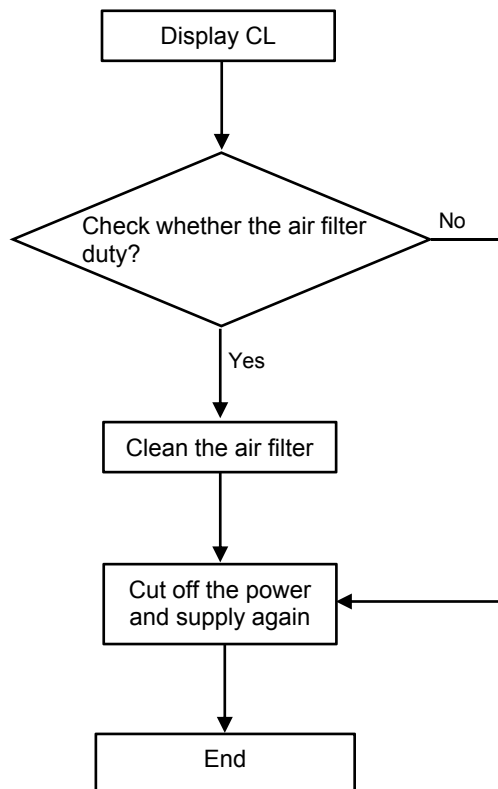 Display CL
Check whether the air filter
duty?
No
Yes
Clean the air filter
Cut off the power
and supply again
End